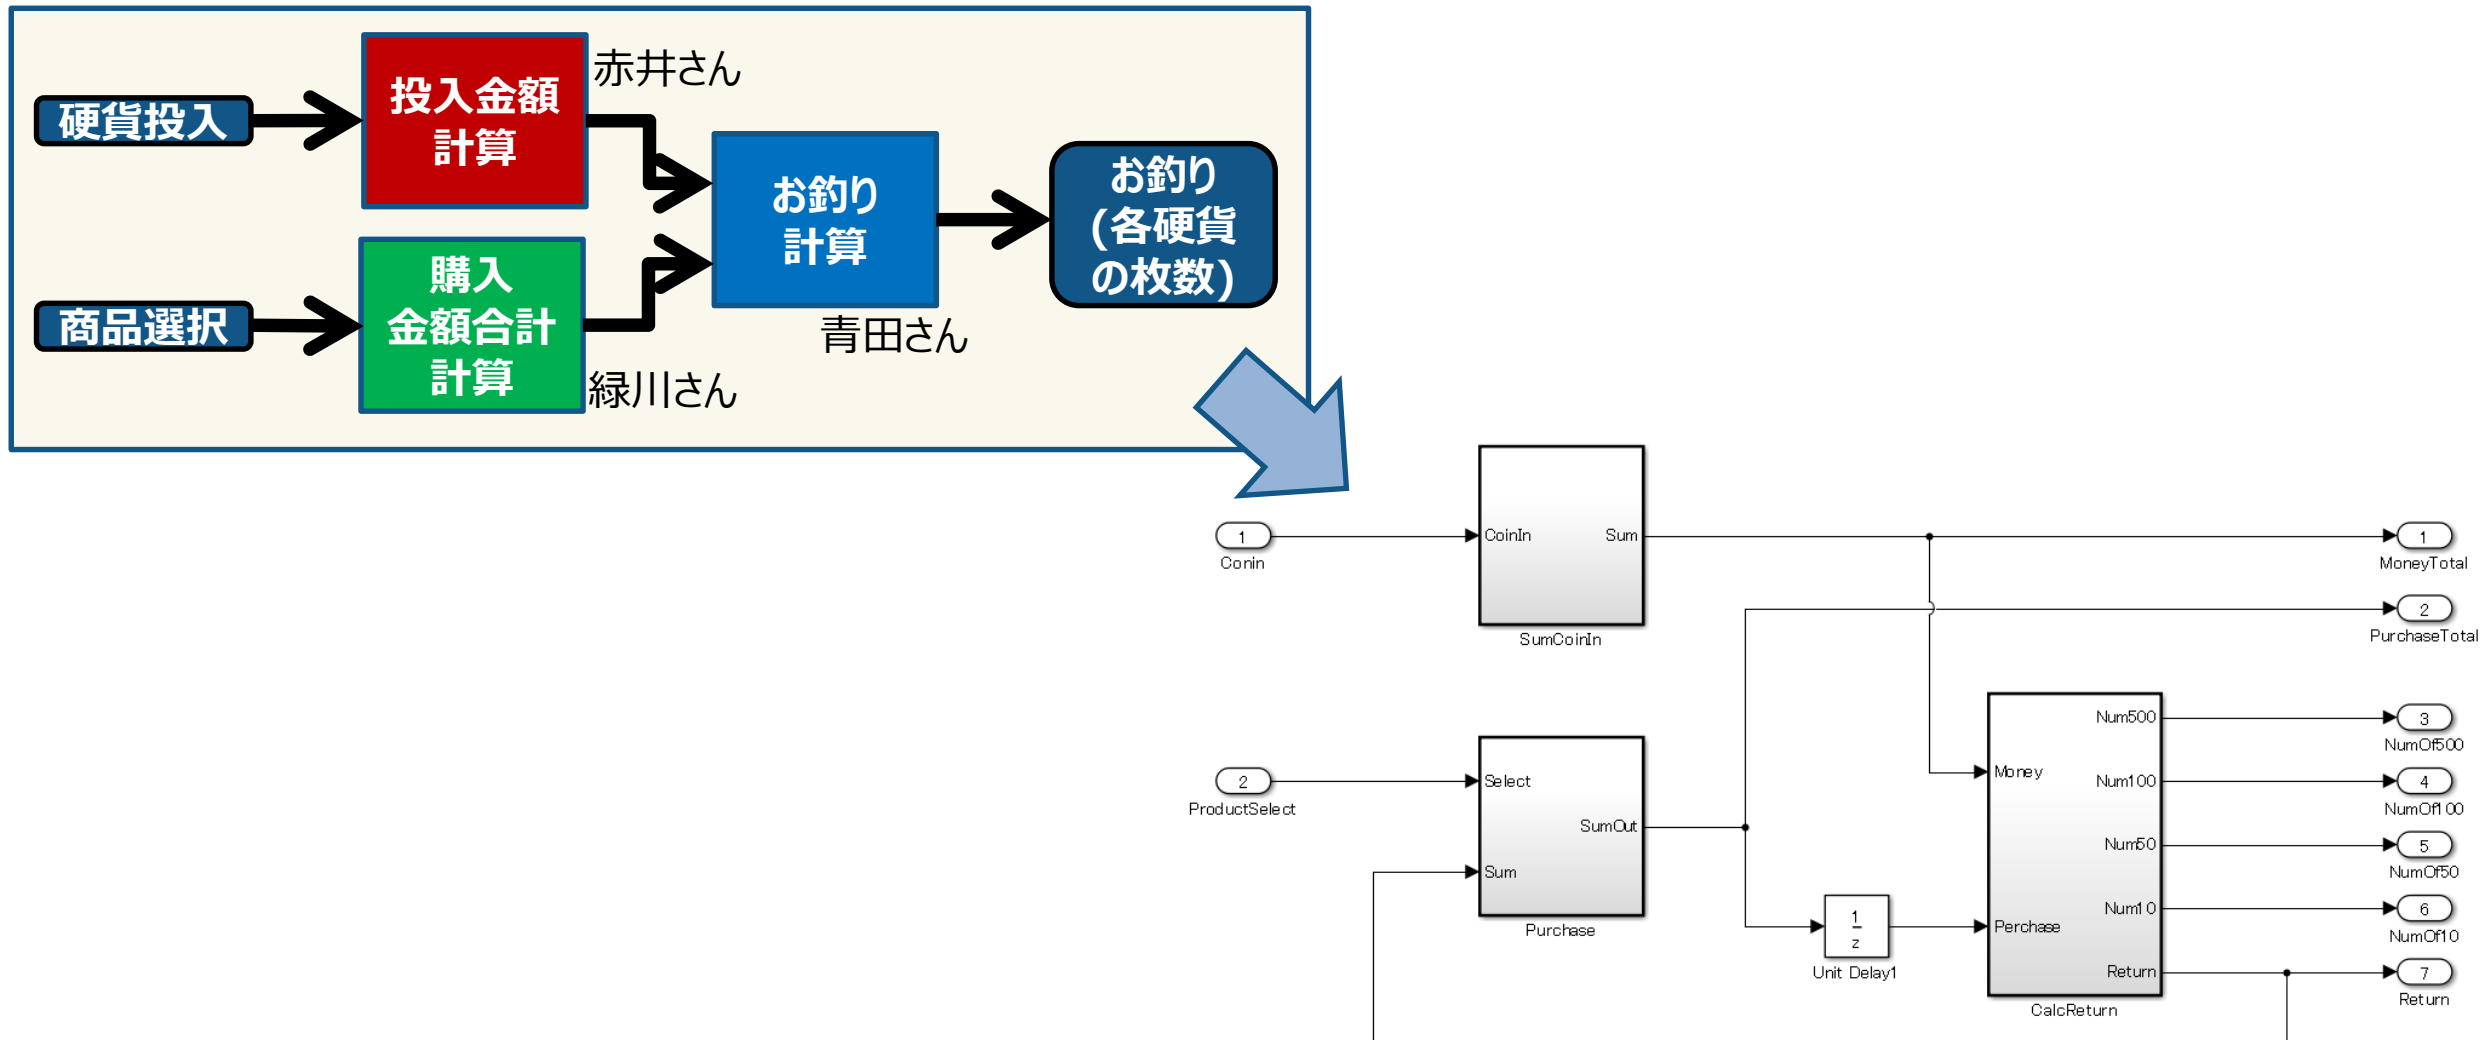 硬貨投入
投入金額
計算
赤井さん
商品選択
購入
金額合計
計算
緑川さん
お釣り
計算
青田さん
お釣り
(各硬貨
の枚数)
1
Conin
CoinIn
Sum
SumCoinIn
1
MoneyTotal
2
PurchaseTotal
2
ProductSelect
Select
Sum
SumOut
Purchase
1
z
Unit Delay1
Money
Perchase
Num500
Num100
Num50
Num10
Return
CalcReturn
3
NumOf500
4
NumOf100
5
NumOf50
6
NumOf10
7
Return